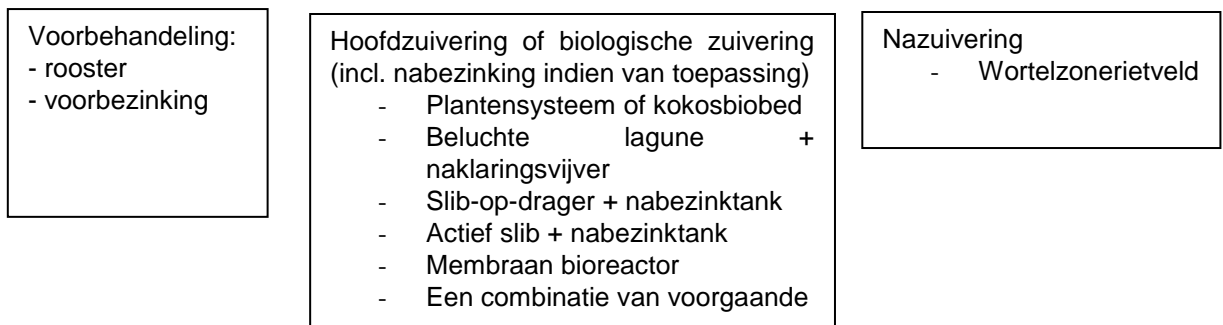 Voorbehandeling:
- rooster
- voorbezinking
Hoofdzuivering of biologische zuivering
(incl. nabezinking indien van toepassing)
- Plantensysteem of kokosbiobed
- Beluchte lagune +
naklaringsvijver
- Slib-op-drager + nabezinktank
- Actief slib + nabezinktank
- Membraan bioreactor
- Een combinatie van voorgaande
Nazuivering
- Wortelzonerietveld